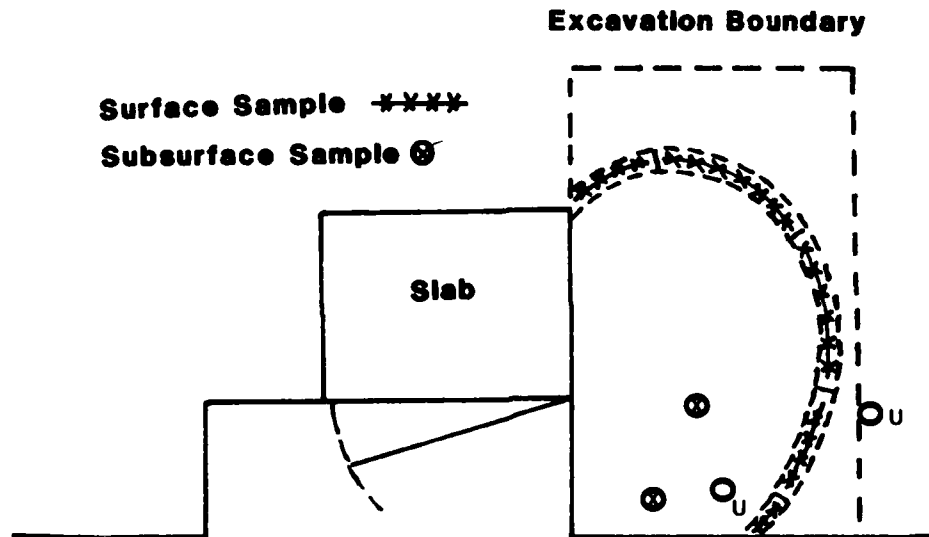 Excavation Boundary
Surface Sample
Subsurface Sample
Slab
U
U